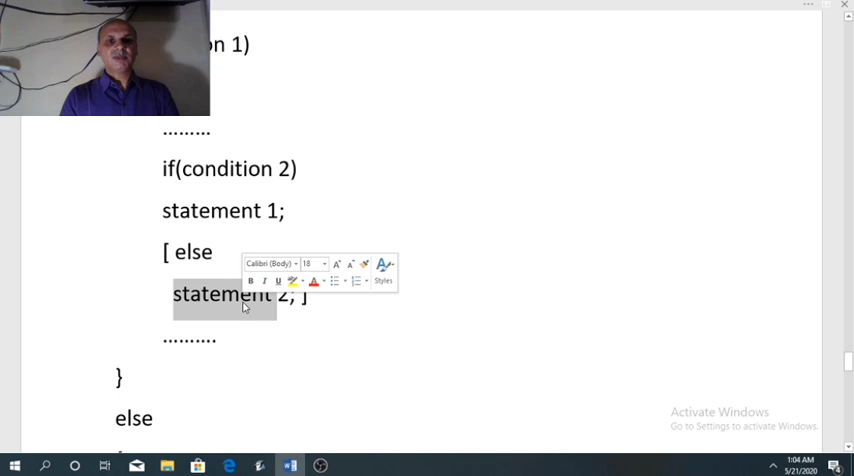 on 1)
.........
if(condition 2)
statement 1;
[ else
Calibri (Body) 18
B I U
Styles
statement 2; ]
..........
}
else
Activate Windows
Go to Settings to activate Windows.
1:04 AM
5/21/2020
4